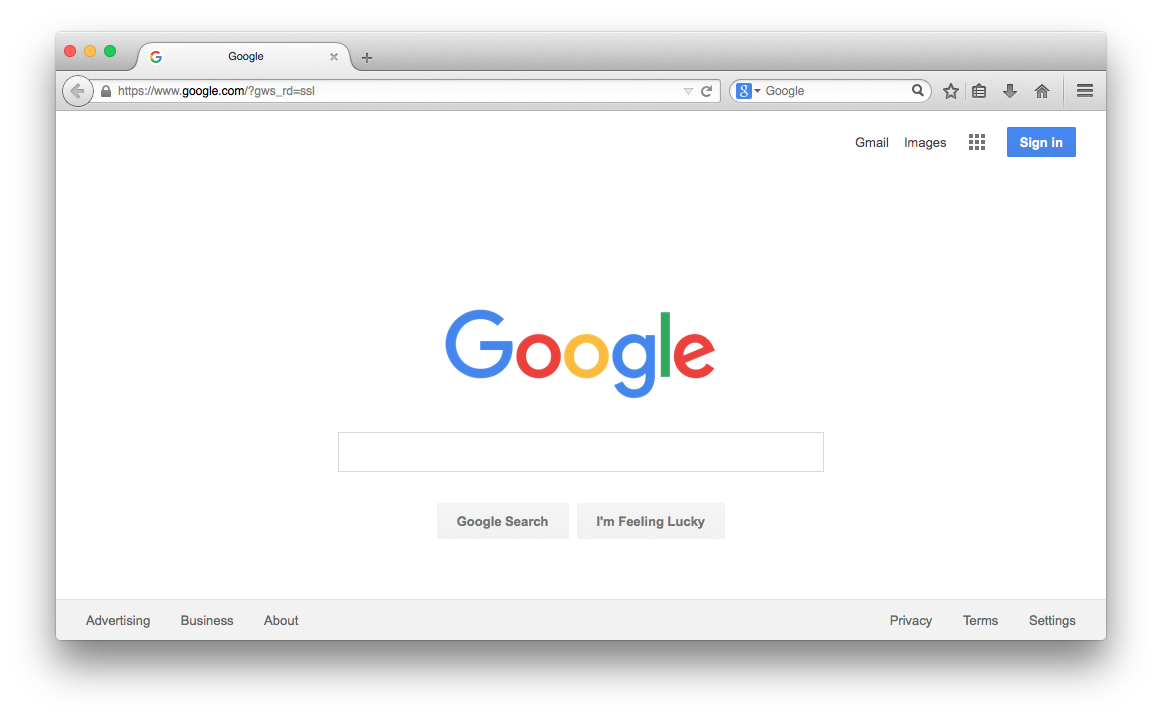 Google
https://www.google.com/?gws_rd=ssl
8 Google
Gmail Images Sign in
Google
Google Search I'm Feeling Lucky
Advertising Business About Privacy Terms Settings